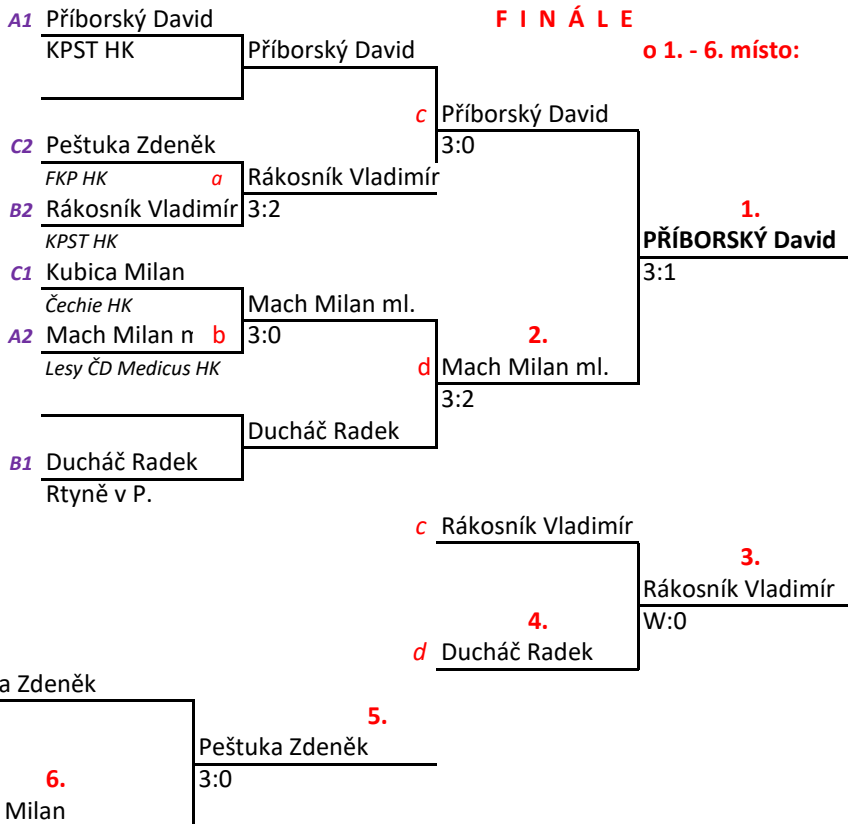 A1 Příborský David F I N Á L E
KPST HK Příborský David o 1. - 6. místo:
c Příborský David
C2 Peštuka Zdeněk 3:0
FKP HK a Rákosník Vladimír
B2 Rákosník Vladimír 3:2 1.
KPST HK PŘÍBORSKÝ David
C1 Kubica Milan 3:1
Čechie HK Mach Milan ml.
A2 Mach Milan b 3:0 2.
Lesy ČD Medicus HK d Mach Milan ml.
3:2
Ducháč Radek
B1 Ducháč Radek
Rtyně v P.
c Rákosník Vladimír
3.
Rákosník Vladimír
4. W:0
d Ducháč Radek
a Zdeněk
5.
Peštuka Zdeněk
6. 3:0
Milan